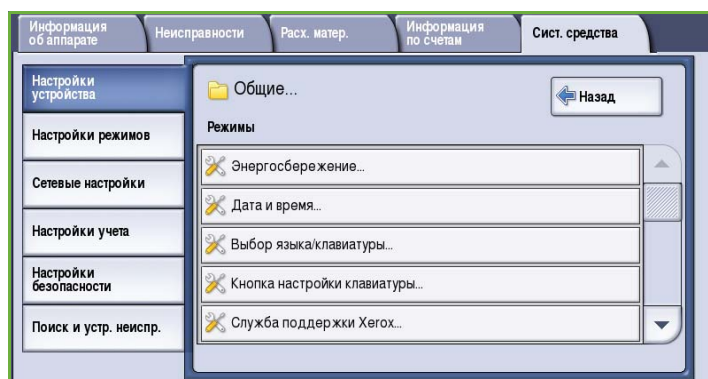 Информация
об аппарате
Неисправности
Расх. матер.
Информация
по счетам
Сист. средства
Настройки
устройства
Настройки режимов
Сетевые настройки
Настройки учета
Настройки
безопасности
Поиск и устр. неиспр.
Общие...
Назад
Режимы
Энергосбережение...
Дата и время...
Выбор языка/клавиатуры...
Кнопка настройки клавиатуры...
Служба поддержки Xerox...